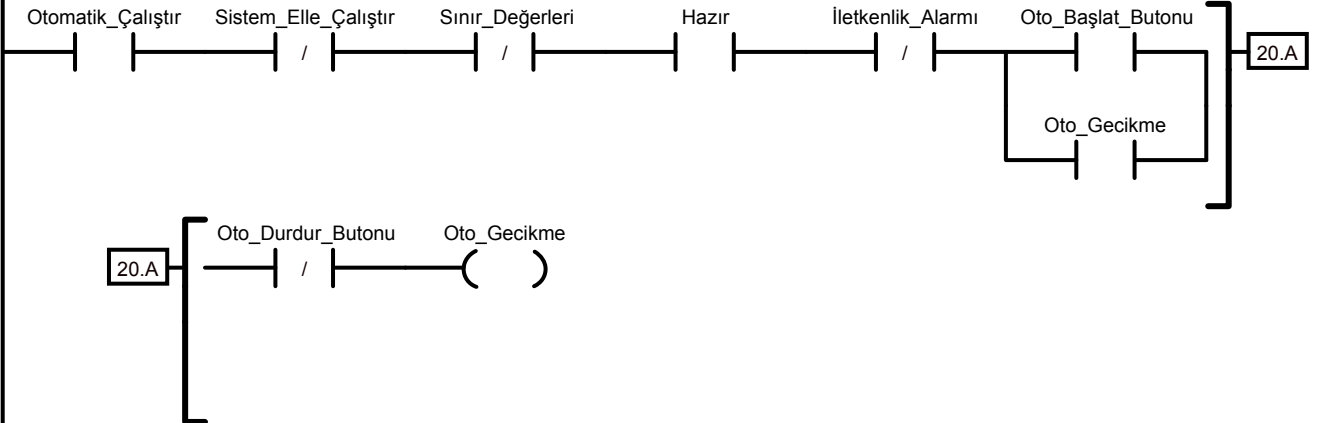 Otomatik_Çalıştır Sistem_Elle_Çalıştır Sınır_Değerleri Hazır İletkenlik_Alarmı Oto_Başlat_Butonu
/ / / 20.A
Oto_Gecikme
Oto_Durdur_Butonu Oto_Gecikme
20.A / ( )